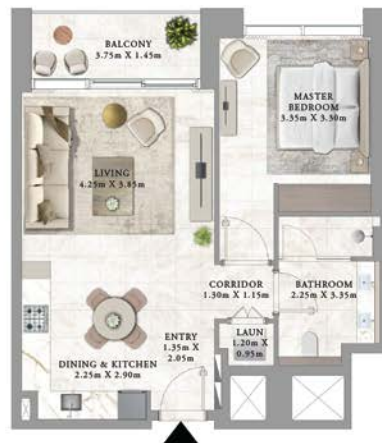 BALCONY
3.75m X 1.45m
MASTER
BEDROOM
3.35m X 3.30m
LIVING
4.25m X 3.85m
CORRIDOR
1.30m X 1.15m
BATHROOM
2.25m X 3.35m
LAUN
1.20m X
0.95m
ENTRY
1.35m X
2.05m
DINING & KITCHEN
2.25m X 2.90m